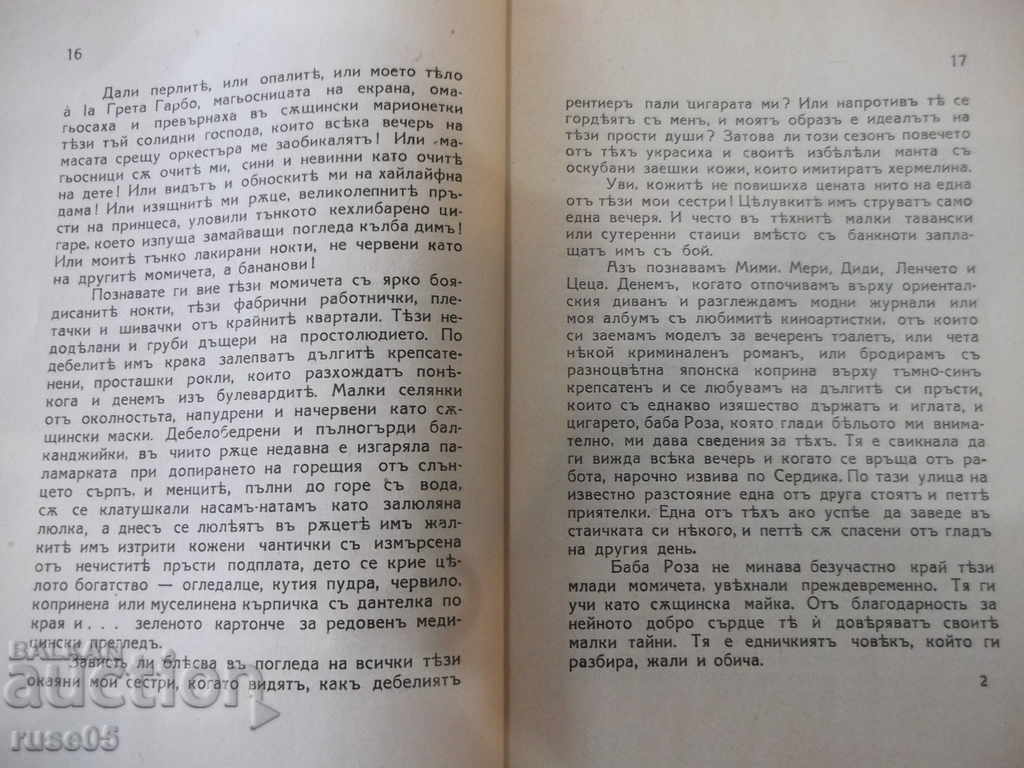 16
Дали перлитѣ, или опалитѣ, или моето тѣло
à la Грета Гарбо, магьосницата на екрана, ома-
гьосаха и превърнаха въ сѫщински марионетки
тѣзи тъй солидни господа, които всѣка вечерь на
масата срещу оркестъра ме заобикалятъ! Или ма-
гьосници сѫ очитѣ ми, сини и невинни като очитѣ
на дете! Или видътъ и обноскитѣ ми на хайлайфна
дама! Или изящнитѣ ми рѫце, великолепнитѣ пръ-
сти на принцеса, уловили тънкото кехлибарено ци-
гаре, което изпуща замайващи погледа кълба димъ!
Или моитѣ тънко лакирани нокти, не червени като
на другитѣ момичета, а бананови!
Познавате ги вие тѣзи момичета съ ярко боя-
дисанитѣ нокти, тѣзи фабрични работнички, пле-
тачки и шивачки отъ крайнитѣ квартали. Тѣзи не-
додѣлани и груби дъщери на простолюдието. По
дебелитѣ имъ крака залепватъ дългитѣ крепсате-
нени, просташки рокли, които разхождатъ понѣ-
кога и денемъ изъ булевардитѣ. Малки селянки
отъ околностьта, напудрени и начервени като сѫ-
щински маски. Дебелобедрени и пълногърди бал-
канджийки, въ чиито рѫце недавна е изгаряла па-
ламарката при допирането на горещия отъ слън-
цето сърпъ, и менцитѣ, пълни до горе съ вода,
сѫ се клатушкали насамъ-натамъ като залюляна
люлка, а днесъ се люлѣятъ въ рѫцетѣ имъ жал-
китѣ имъ изтрити кожени чантички съ измърсена
отъ нечиститѣ пръсти подплата, дето се крие цѣ-
лото богатство — огледалце, кутия пудра, червило,
копринена или муселинена кърпичка съ дантелка по
края и... зеленото картонче за редовенъ меди-
цински прегледъ.
Зависть ли блѣсва въ погледа на всички тѣзи
окаяни мои сестри, когато видятъ, какъ дебелиятъ
17
рентиеръ пали цигарата ми? Или напротивъ тѣ се
гордѣятъ съ менъ, и моятъ образъ е идеалътъ на
тѣзи прости души? Затова ли този сезонъ повечето
отъ тѣхъ украсиха и своитѣ избѣлѣли манта съ
оскубани заешки кожи, които имитиратъ хермелина.
Уви, кожитѣ не повишиха цената нито на една
отъ тѣзи мои сестри! Цѣлувкитѣ имъ струватъ само
една вечеря. И често въ тѣхнитѣ малки тавански
или сутеренни стаици вмѣсто съ банкноти запла-
щатъ имъ съ бой.
Азъ познавамъ Мими. Мери, Диди, Ленчето и
Цеца. Денемъ, когато отпочивамъ върху ориентал-
ския диванъ и разглеждамъ модни журнали или
моя албумъ съ любимитѣ киноартистки, отъ които
си заемамъ моделъ за вечеренъ тоалетъ, или чета
нѣкой криминаленъ романъ, или бродирамъ съ
разноцвѣтна японска коприна върху тъмно-синъ
крепсатенъ и се любувамъ на дългитѣ си пръсти,
които съ еднакво изяшество държатъ и иглата, и
цигарето, баба Роза, която глади бѣльото ми внима-
телно, ми дава сведения за тѣхъ. Тя е свикнала да
ги вижда всѣка вечерь и когато се връща отъ ра-
бота, нарочно извива по Сердика. По тази улица на
известно разстояние една отъ друга стоятъ и петтѣ
приятелки. Една отъ тѣхъ ако успѣе да заведе въ
стаичката си нѣкого, и петтѣ сѫ спасени отъ гладъ
на другия день.
Баба Роза не минава безучастно край тѣзи
млади момичета, увѣхнали преждевременно. Тя ги
учи като сѫщинска майка. Отъ благодарность за
нейното добро сърдце тѣ ѝ довѣряватъ своитѣ
малки тайни. Тя е едничкиятъ човѣкъ, който ги
разбира, жали и обича.
2
BALKAN
auction
ruse05